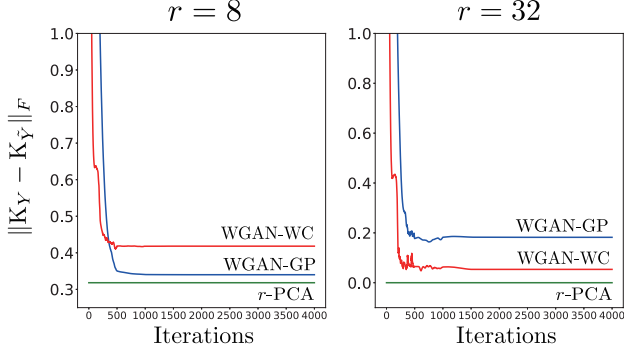 r = 8
r = 32
‖K_Y − K_Ỹ‖_F
1.0
0.9
0.8
0.7
0.6
0.5
0.4
0.3
WGAN-WC
WGAN-GP
r-PCA
0 500 1000 1500 2000 2500 3000 3500 4000
Iterations
1.0
0.8
0.6
0.4
0.2
0.0
WGAN-GP
WGAN-WC
r-PCA
0 500 1000 1500 2000 2500 3000 3500 4000
Iterations